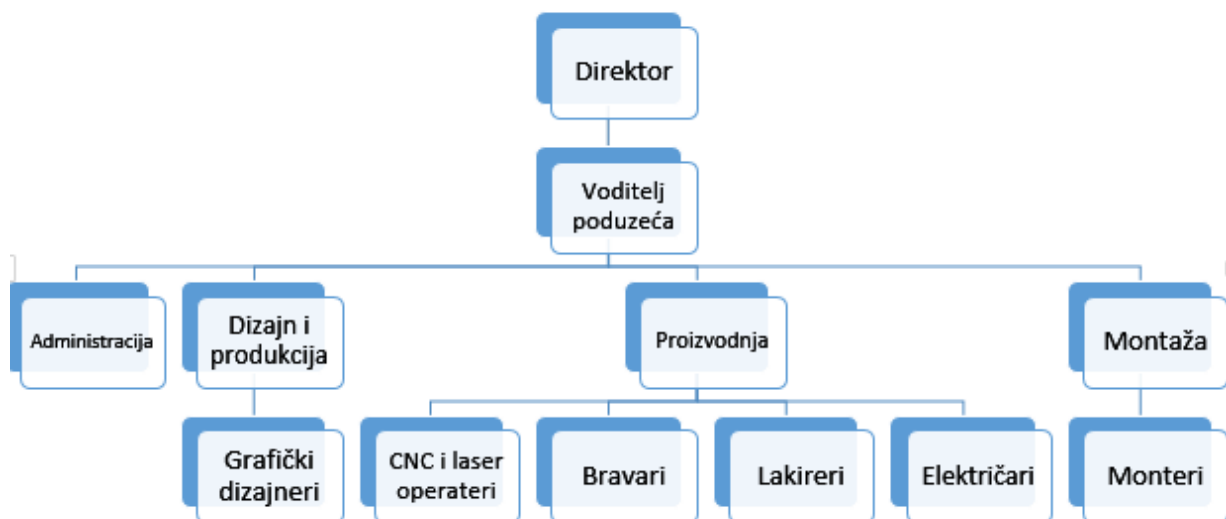 Direktor
Voditelj
poduzeća
Administracija
Dizajn i
produkcija
Proizvodnja
Montaža
Grafički
dizajneri
CNC i laser
operateri
Bravari
Lakireri
Električari
Monteri